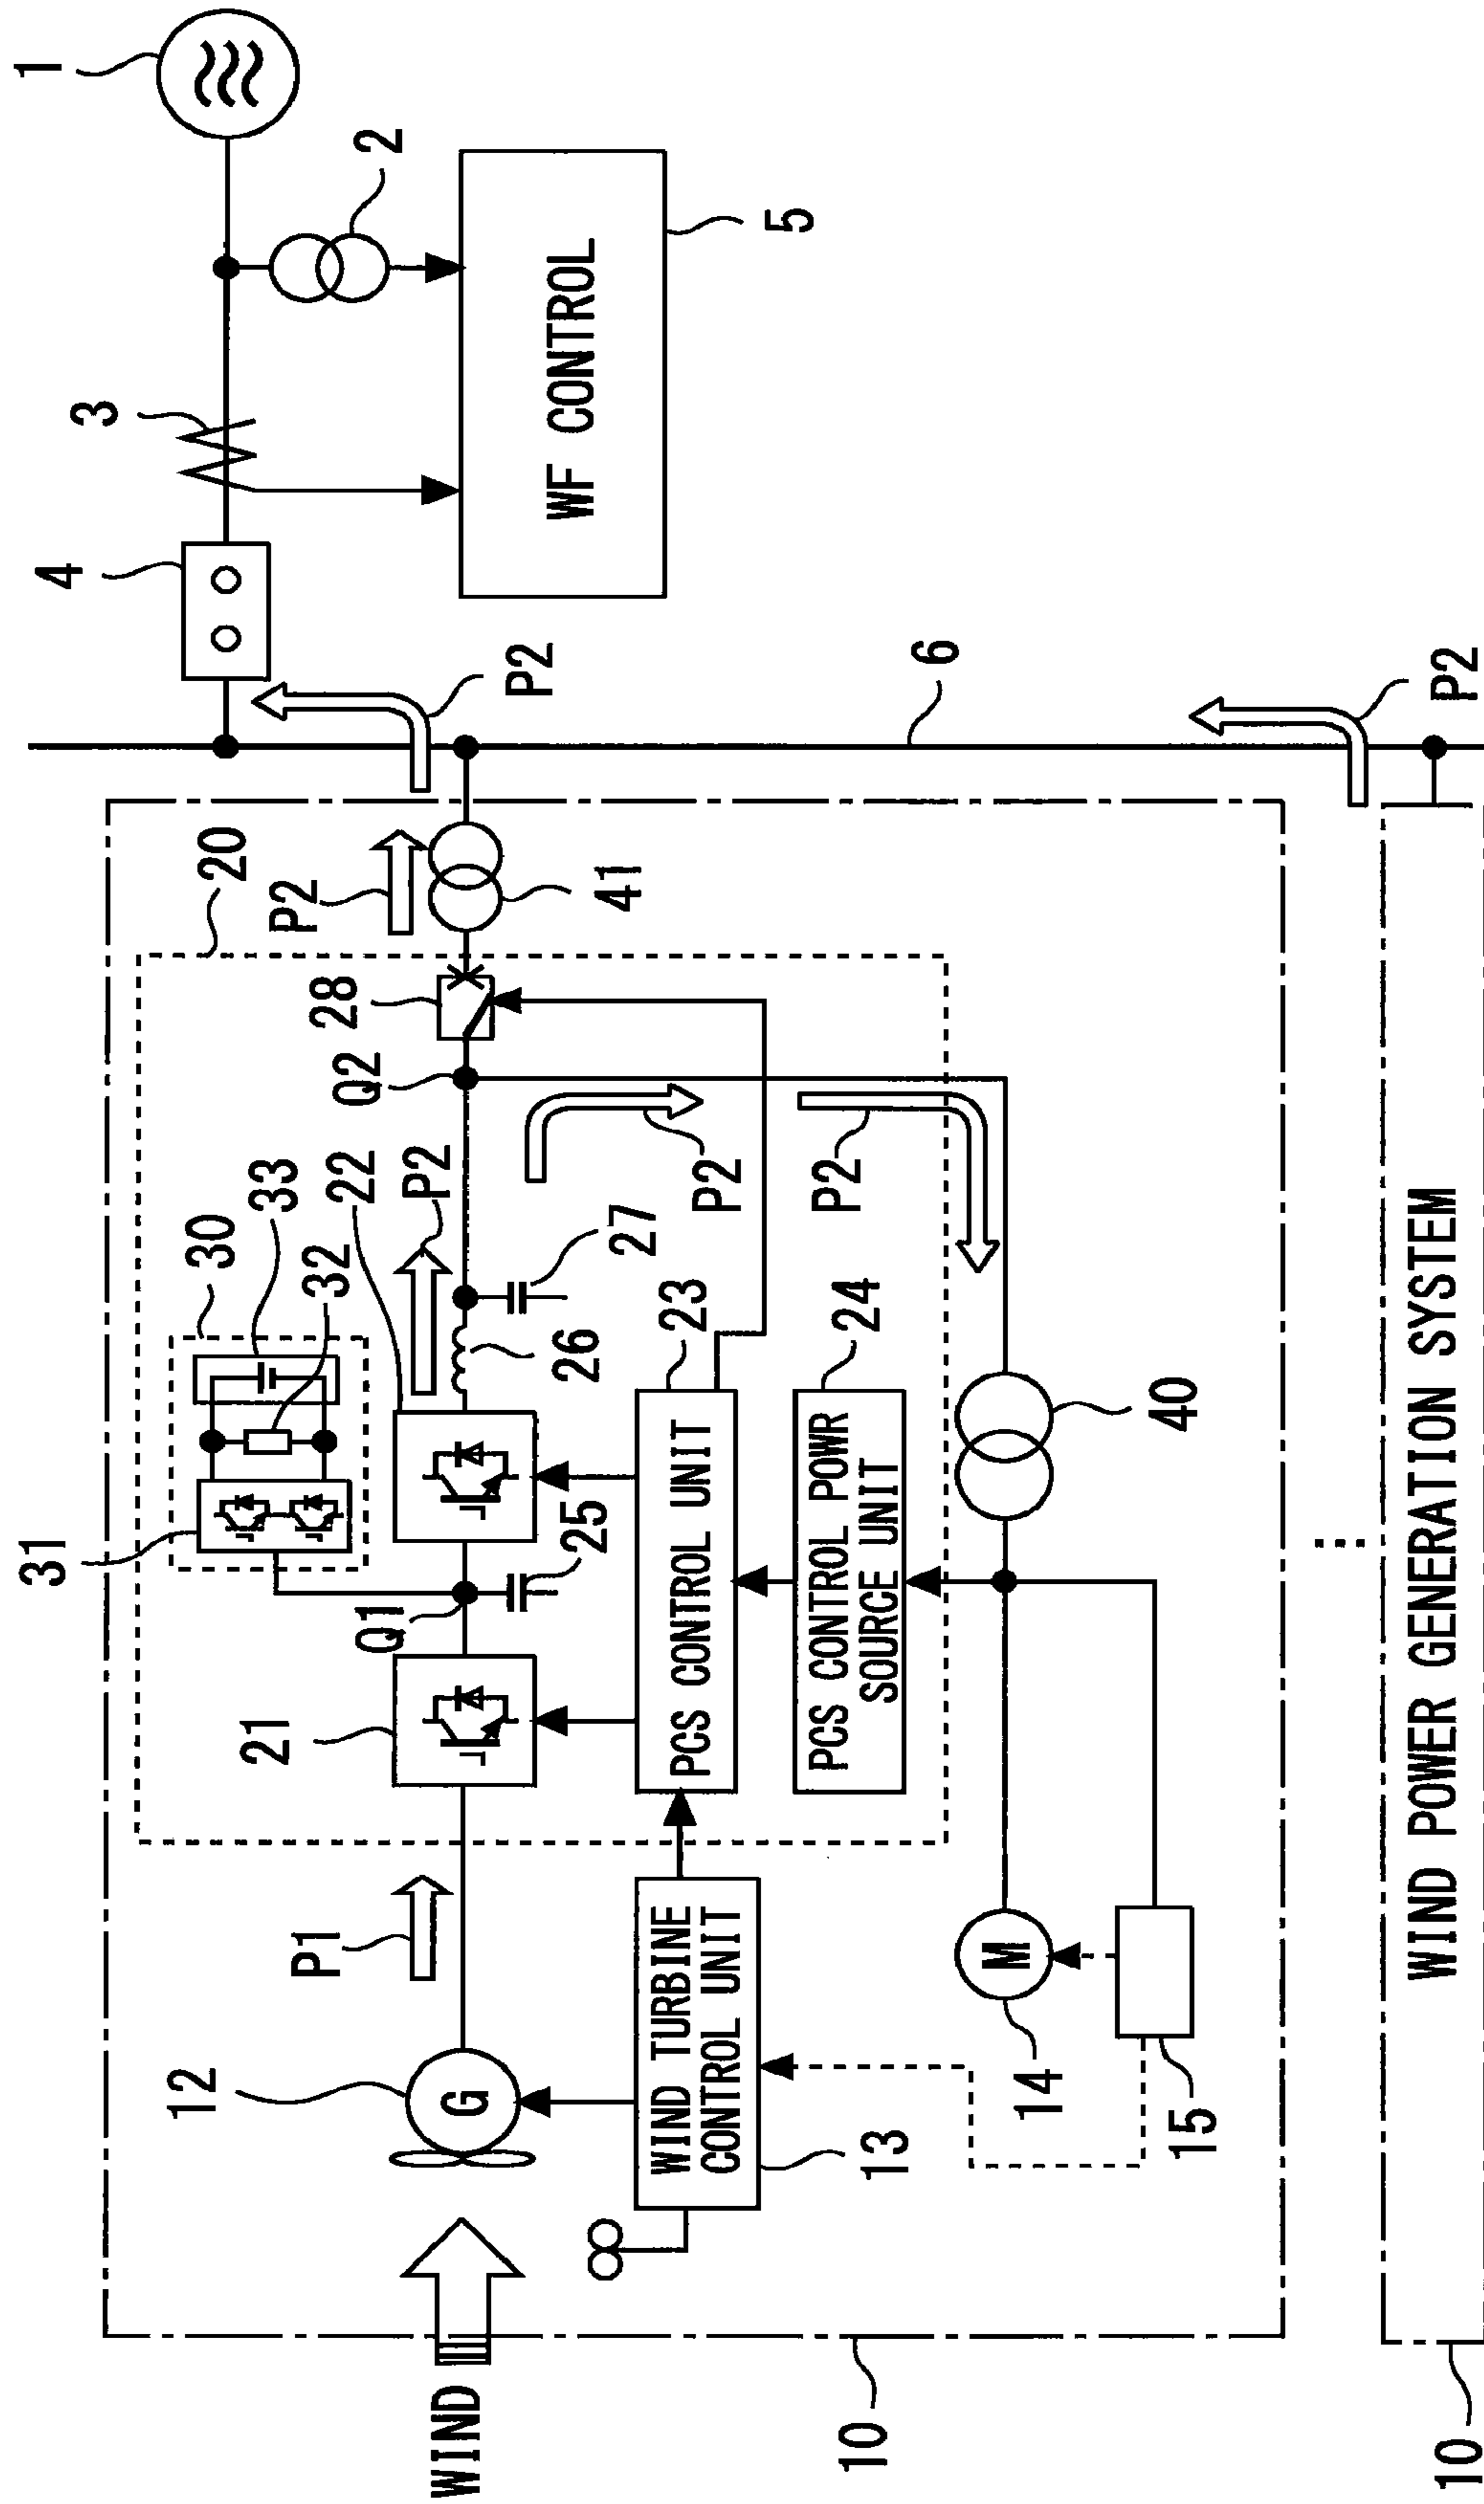 1
2
3
4
5
WF CONTROL
P2
6
P2
20
P2
41
28
Q2
30
33
32
22
P2
P2
P2
27
26
31
25
23
24
40
Q1
21
PCS CONTROL UNIT
PCS CONTROL POWR
SOURCE UNIT
P1
12
G
WIND TURBINE
CONTROL UNIT
13
M
14
15
WIND
10
WIND POWER GENERATION SYSTEM
10